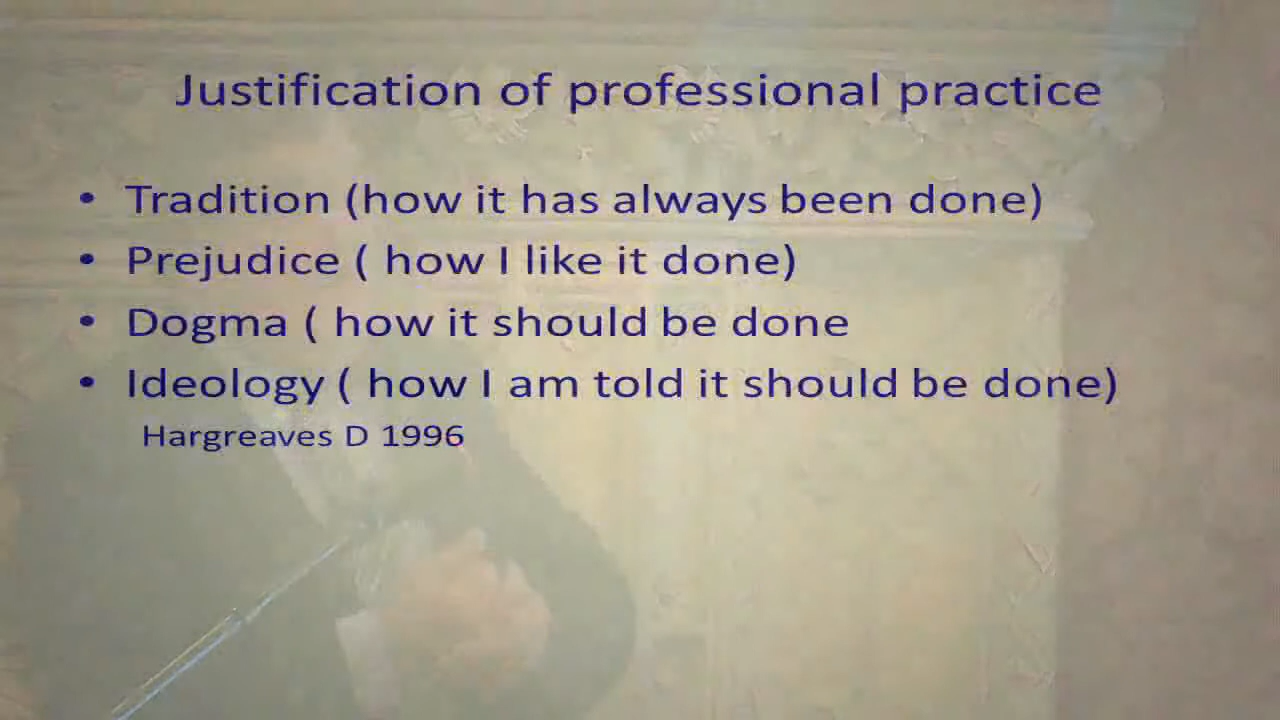 Justification of professional practice
• Tradition (how it has always been done)
• Prejudice ( how I like it done)
• Dogma ( how it should be done
• Ideology ( how I am told it should be done)
Hargreaves D 1996